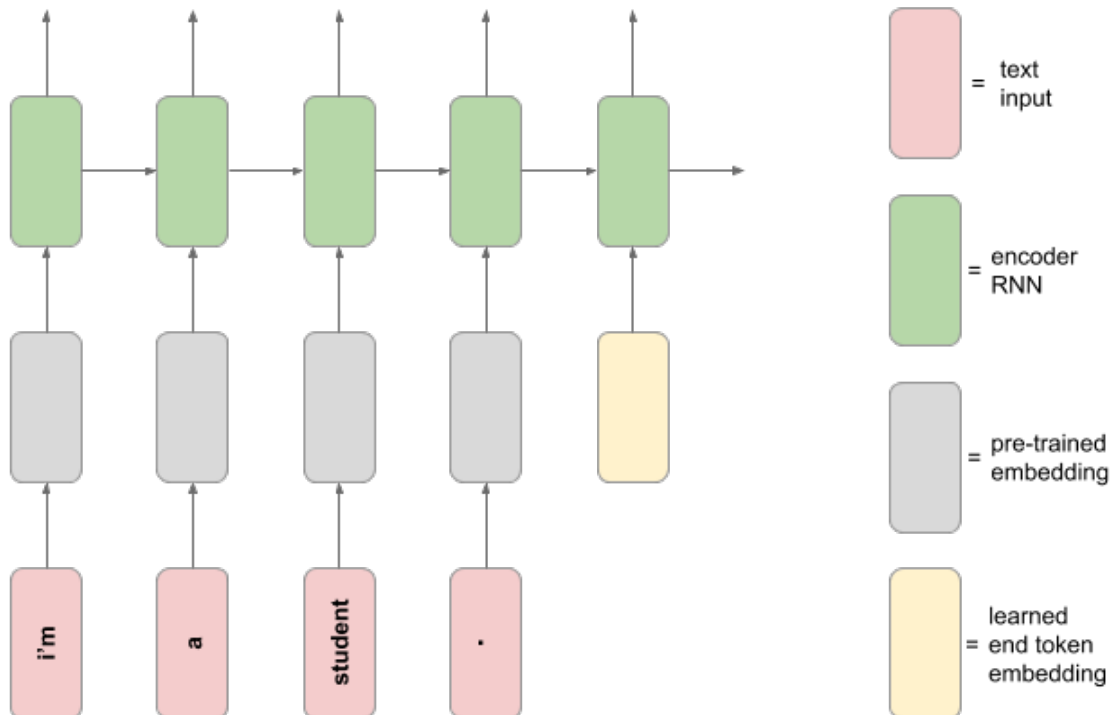 i'm
a
student
.
= text
input
= encoder
RNN
= pre-trained
embedding
learned
= end token
embedding